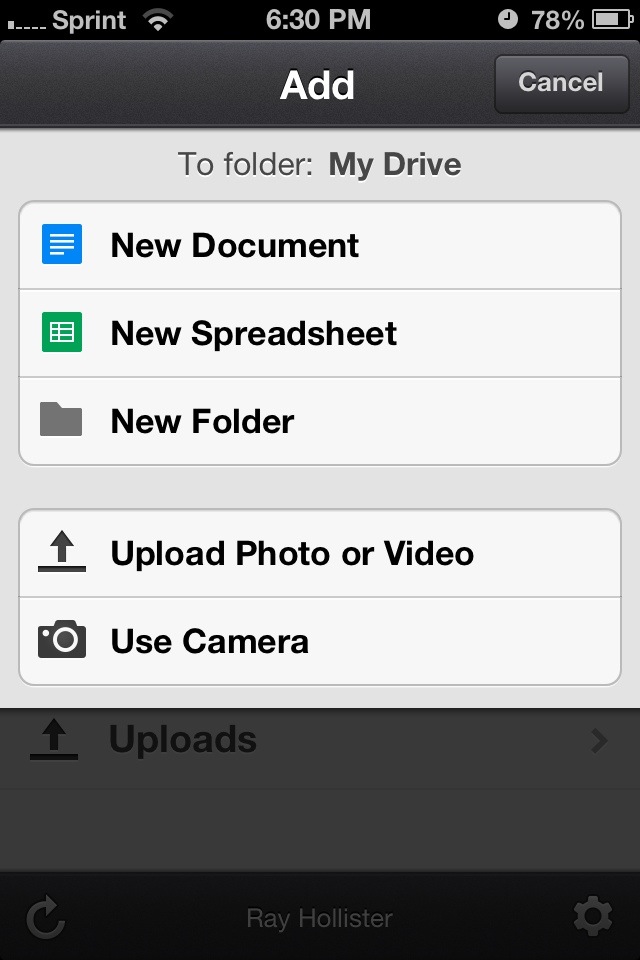 Sprint 6:30 PM 78%
Add Cancel
To folder: My Drive
New Document
New Spreadsheet
New Folder
Upload Photo or Video
Use Camera
Uploads
Ray Hollister